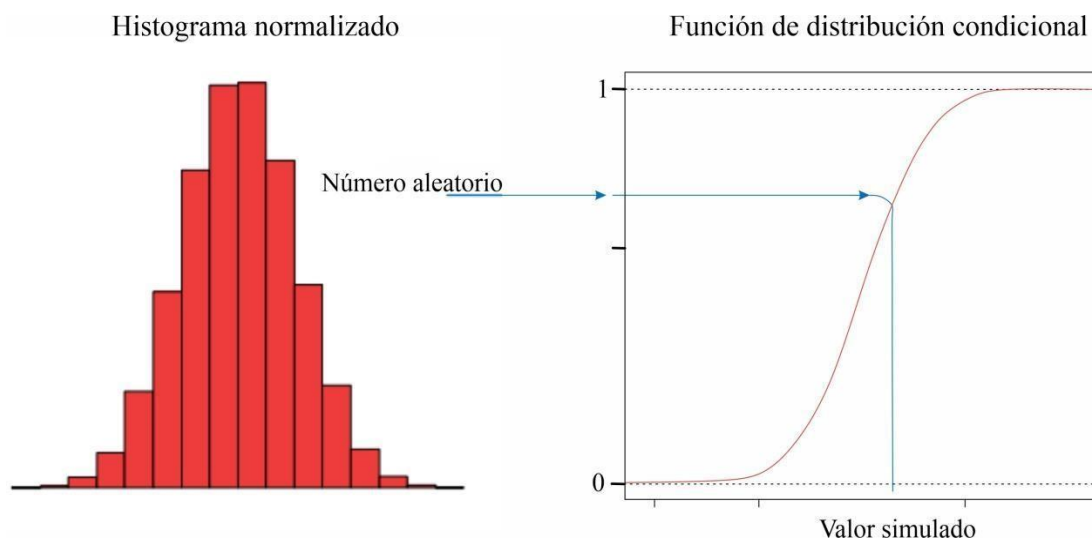 Histograma normalizado
Función de distribución condicional
1
Número aleatorio
0
Valor simulado